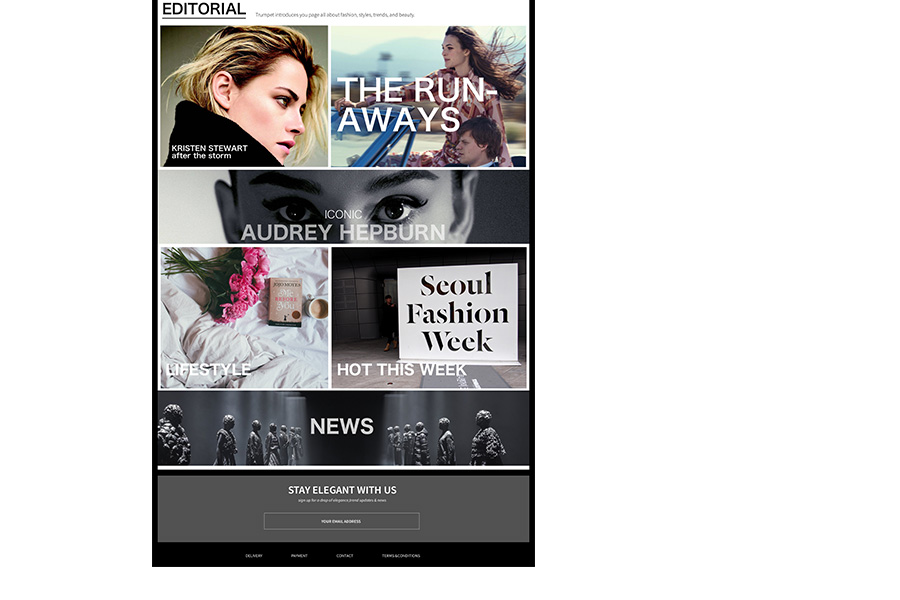 EDITORIAL
Trumpet introduces you page all about fashion, styles, trends, and beauty.
KRISTEN STEWART
after the storm
THE RUN-
AWAYS
ICONIC
AUDREY HEPBURN
JOJO MOYES
ME
BEFORE
YOU
LIFESTYLE
Seoul
Fashion
Week
HOT THIS WEEK
NEWS
STAY ELEGANT WITH US
sign up for a drop of elegance,trend updates & news
YOUR EMAIL ADDRESS
DELIVERY
PAYMENT
CONTACT
TERMS&CONDITIONS